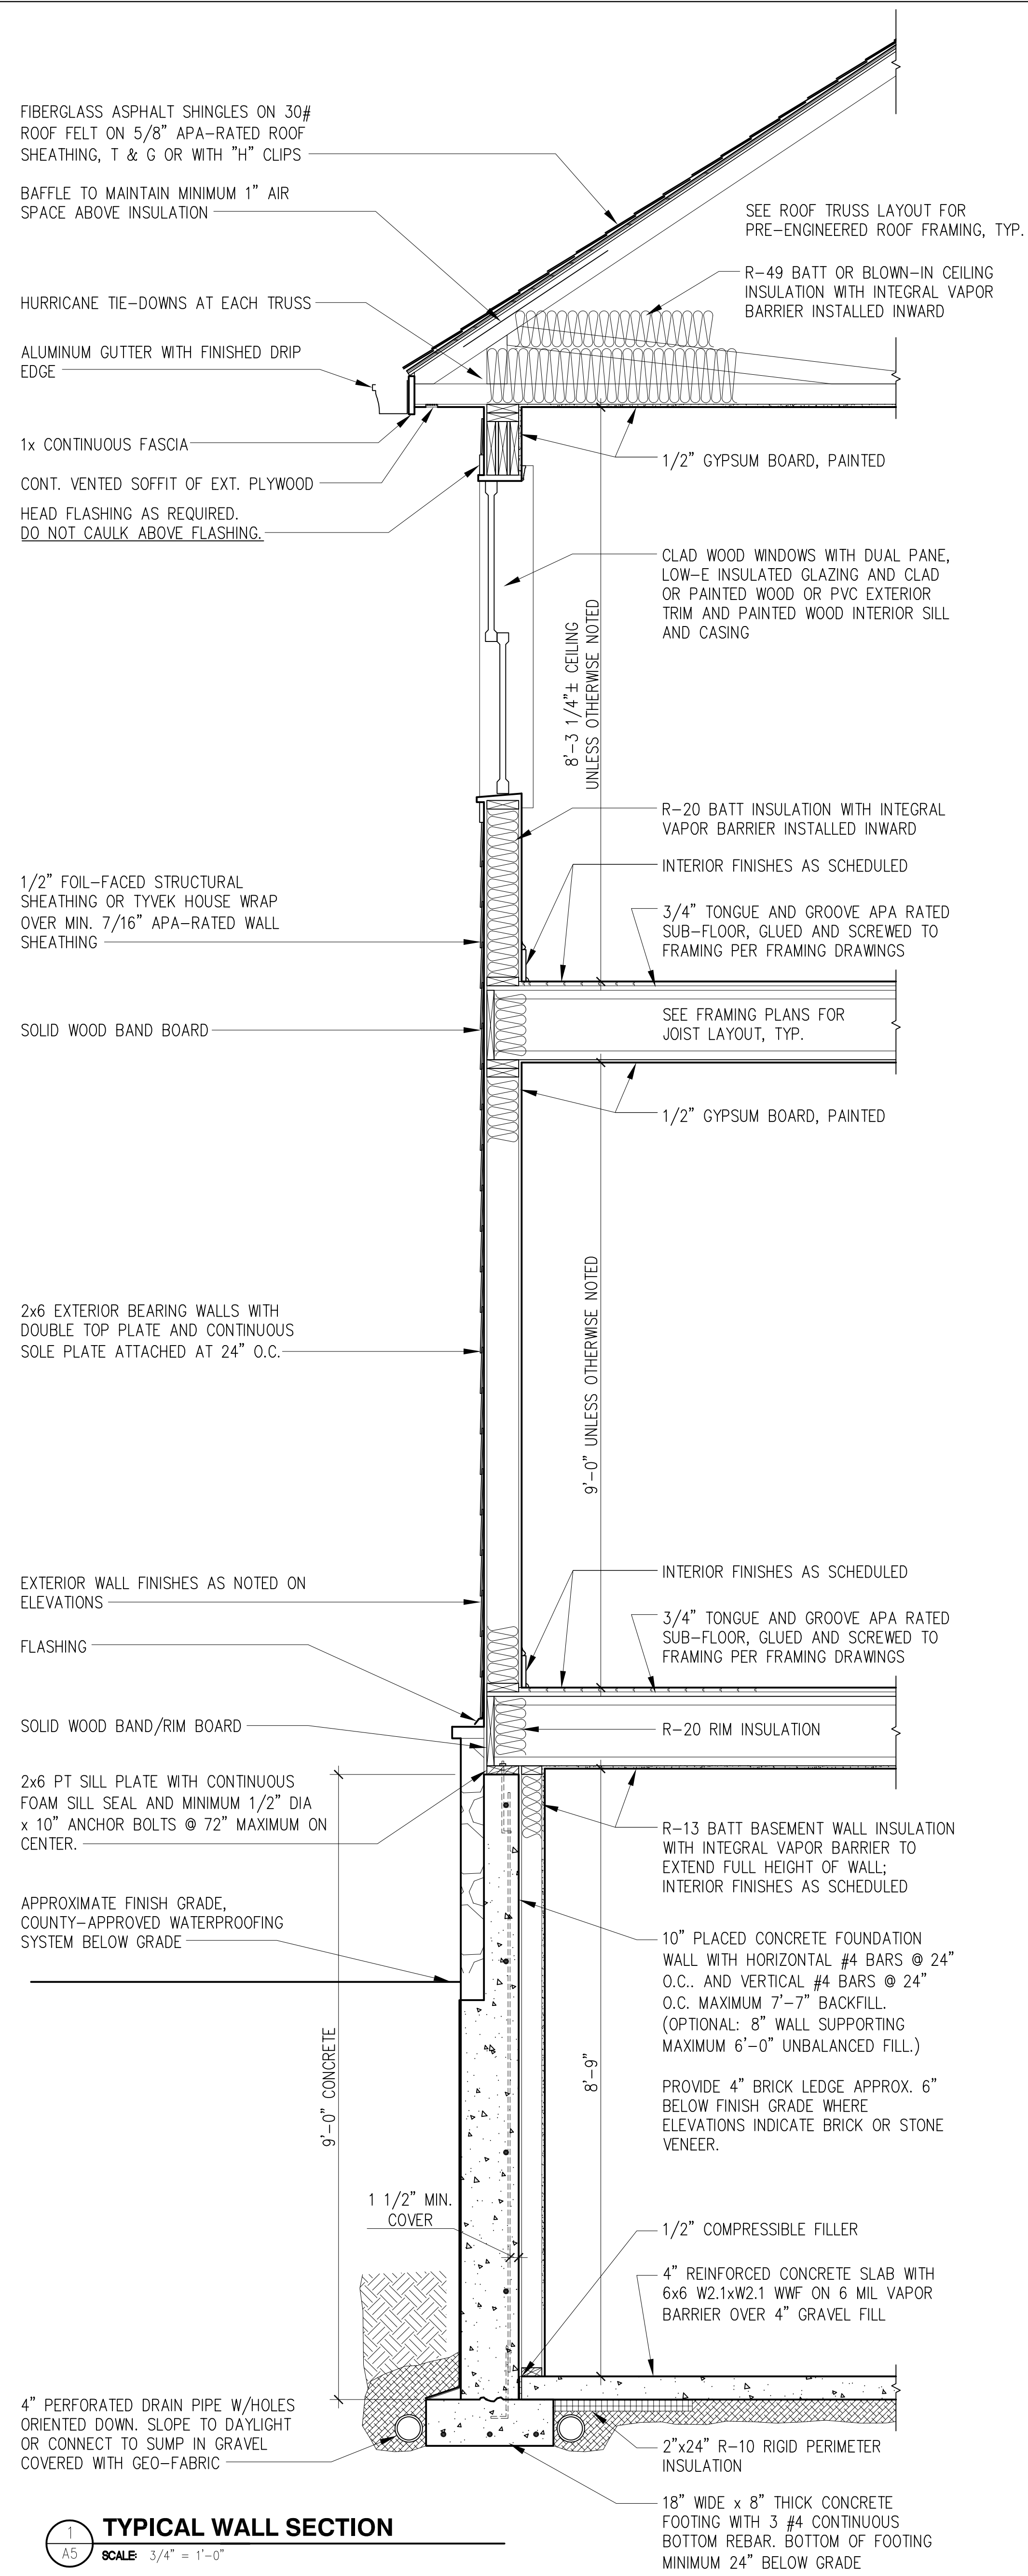 FIBERGLASS ASPHALT SHINGLES ON 30#
ROOF FELT ON 5/8" APA-RATED ROOF
SHEATHING, T & G OR WITH "H" CLIPS
BAFFLE TO MAINTAIN MINIMUM 1" AIR
SPACE ABOVE INSULATION
SEE ROOF TRUSS LAYOUT FOR
PRE-ENGINEERED ROOF FRAMING, TYP.
R-49 BATT OR BLOWN-IN CEILING
INSULATION WITH INTEGRAL VAPOR
BARRIER INSTALLED INWARD
HURRICANE TIE-DOWNS AT EACH TRUSS
ALUMINUM GUTTER WITH FINISHED DRIP
EDGE
1x CONTINUOUS FASCIA
1/2" GYPSUM BOARD, PAINTED
CONT. VENTED SOFFIT OF EXT. PLYWOOD
HEAD FLASHING AS REQUIRED.
DO NOT CAULK ABOVE FLASHING.
CLAD WOOD WINDOWS WITH DUAL PANE,
LOW-E INSULATED GLAZING AND CLAD
OR PAINTED WOOD OR PVC EXTERIOR
TRIM AND PAINTED WOOD INTERIOR SILL
AND CASING
8'-3 1/4"± CEILING
UNLESS OTHERWISE NOTED
R-20 BATT INSULATION WITH INTEGRAL
VAPOR BARRIER INSTALLED INWARD
INTERIOR FINISHES AS SCHEDULED
1/2" FOIL-FACED STRUCTURAL
SHEATHING OR TYVEK HOUSE WRAP
OVER MIN. 7/16" APA-RATED WALL
SHEATHING
3/4" TONGUE AND GROOVE APA RATED
SUB-FLOOR, GLUED AND SCREWED TO
FRAMING PER FRAMING DRAWINGS
SOLID WOOD BAND BOARD
SEE FRAMING PLANS FOR
JOIST LAYOUT, TYP.
1/2" GYPSUM BOARD, PAINTED
2x6 EXTERIOR BEARING WALLS WITH
DOUBLE TOP PLATE AND CONTINUOUS
SOLE PLATE ATTACHED AT 24" O.C.
9'-0" UNLESS OTHERWISE NOTED
EXTERIOR WALL FINISHES AS NOTED ON
ELEVATIONS
INTERIOR FINISHES AS SCHEDULED
3/4" TONGUE AND GROOVE APA RATED
SUB-FLOOR, GLUED AND SCREWED TO
FRAMING PER FRAMING DRAWINGS
FLASHING
SOLID WOOD BAND/RIM BOARD
R-20 RIM INSULATION
2x6 PT SILL PLATE WITH CONTINUOUS
FOAM SILL SEAL AND MINIMUM 1/2" DIA
x 10" ANCHOR BOLTS @ 72" MAXIMUM ON
CENTER.
R-13 BATT BASEMENT WALL INSULATION
WITH INTEGRAL VAPOR BARRIER TO
EXTEND FULL HEIGHT OF WALL;
INTERIOR FINISHES AS SCHEDULED
APPROXIMATE FINISH GRADE,
COUNTY-APPROVED WATERPROOFING
SYSTEM BELOW GRADE
10" PLACED CONCRETE FOUNDATION
WALL WITH HORIZONTAL #4 BARS @ 24"
O.C.. AND VERTICAL #4 BARS @ 24"
O.C. MAXIMUM 7'-7" BACKFILL.
(OPTIONAL: 8" WALL SUPPORTING
MAXIMUM 6'-0" UNBALANCED FILL.)
PROVIDE 4" BRICK LEDGE APPROX. 6"
BELOW FINISH GRADE WHERE
ELEVATIONS INDICATE BRICK OR STONE
VENEER.
9'-0" CONCRETE
8'-9"
1 1/2" MIN.
COVER
1/2" COMPRESSIBLE FILLER
4" REINFORCED CONCRETE SLAB WITH
6x6 W2.1xW2.1 WWF ON 6 MIL VAPOR
BARRIER OVER 4" GRAVEL FILL
4" PERFORATED DRAIN PIPE W/HOLES
ORIENTED DOWN. SLOPE TO DAYLIGHT
OR CONNECT TO SUMP IN GRAVEL
COVERED WITH GEO-FABRIC
2"x24" R-10 RIGID PERIMETER
INSULATION
18" WIDE x 8" THICK CONCRETE
FOOTING WITH 3 #4 CONTINUOUS
BOTTOM REBAR. BOTTOM OF FOOTING
MINIMUM 24" BELOW GRADE
1
A5
TYPICAL WALL SECTION
SCALE: 3/4" = 1'-0"